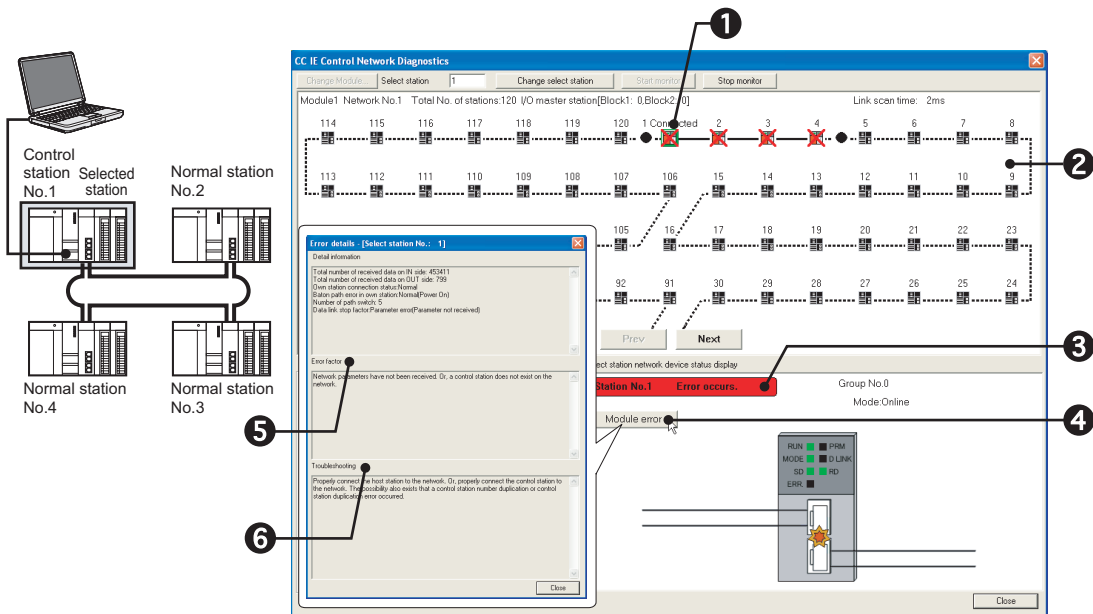 1
CC IE Control Network Diagnostics
Change Module... Select station 1 Change select station Start monitor Stop monitor
Module1 Network No.1 Total No. of stations:120 I/O master station[Block1: 0,Block2: 0] Link scan time: 2ms
114 115 116 117 118 119 120 1 Connected 2 3 4 5 6 7 8
2
113 112 111 110 109 108 107 106 15 14 13 12 11 10 9
105 16 17 18 19 20 21 22 23
92 91 30 29 28 27 26 25 24
Prev Next
Control
station
No.1
Selected
station
Normal station
No.2
Normal station
No.4
Normal station
No.3
Error details - [Select station No.: 1]
Detail information
Total number of received data on IN side: 453411
Total number of received data on OUT side: 799
Own station connection status:Normal
Baton path error in own station:Normal(Power On)
Number of path switch: 5
Data link stop factor:Parameter error(Parameter not received)
Error factor
5
Network parameters have not been received. Or, a control station does not exist on the
network.
Troubleshooting
6
Properly connect the host station to the network. Or, properly connect the control station to
the network. The possibility also exists that a control station number duplication or control
station duplication error occurred.
Close
ect station network device status display
Station No.1 Error occurs.
3
Group No.0
Mode:Online
Module error
4
RUN PRM
MODE D LINK
SD RD
ERR.
Close